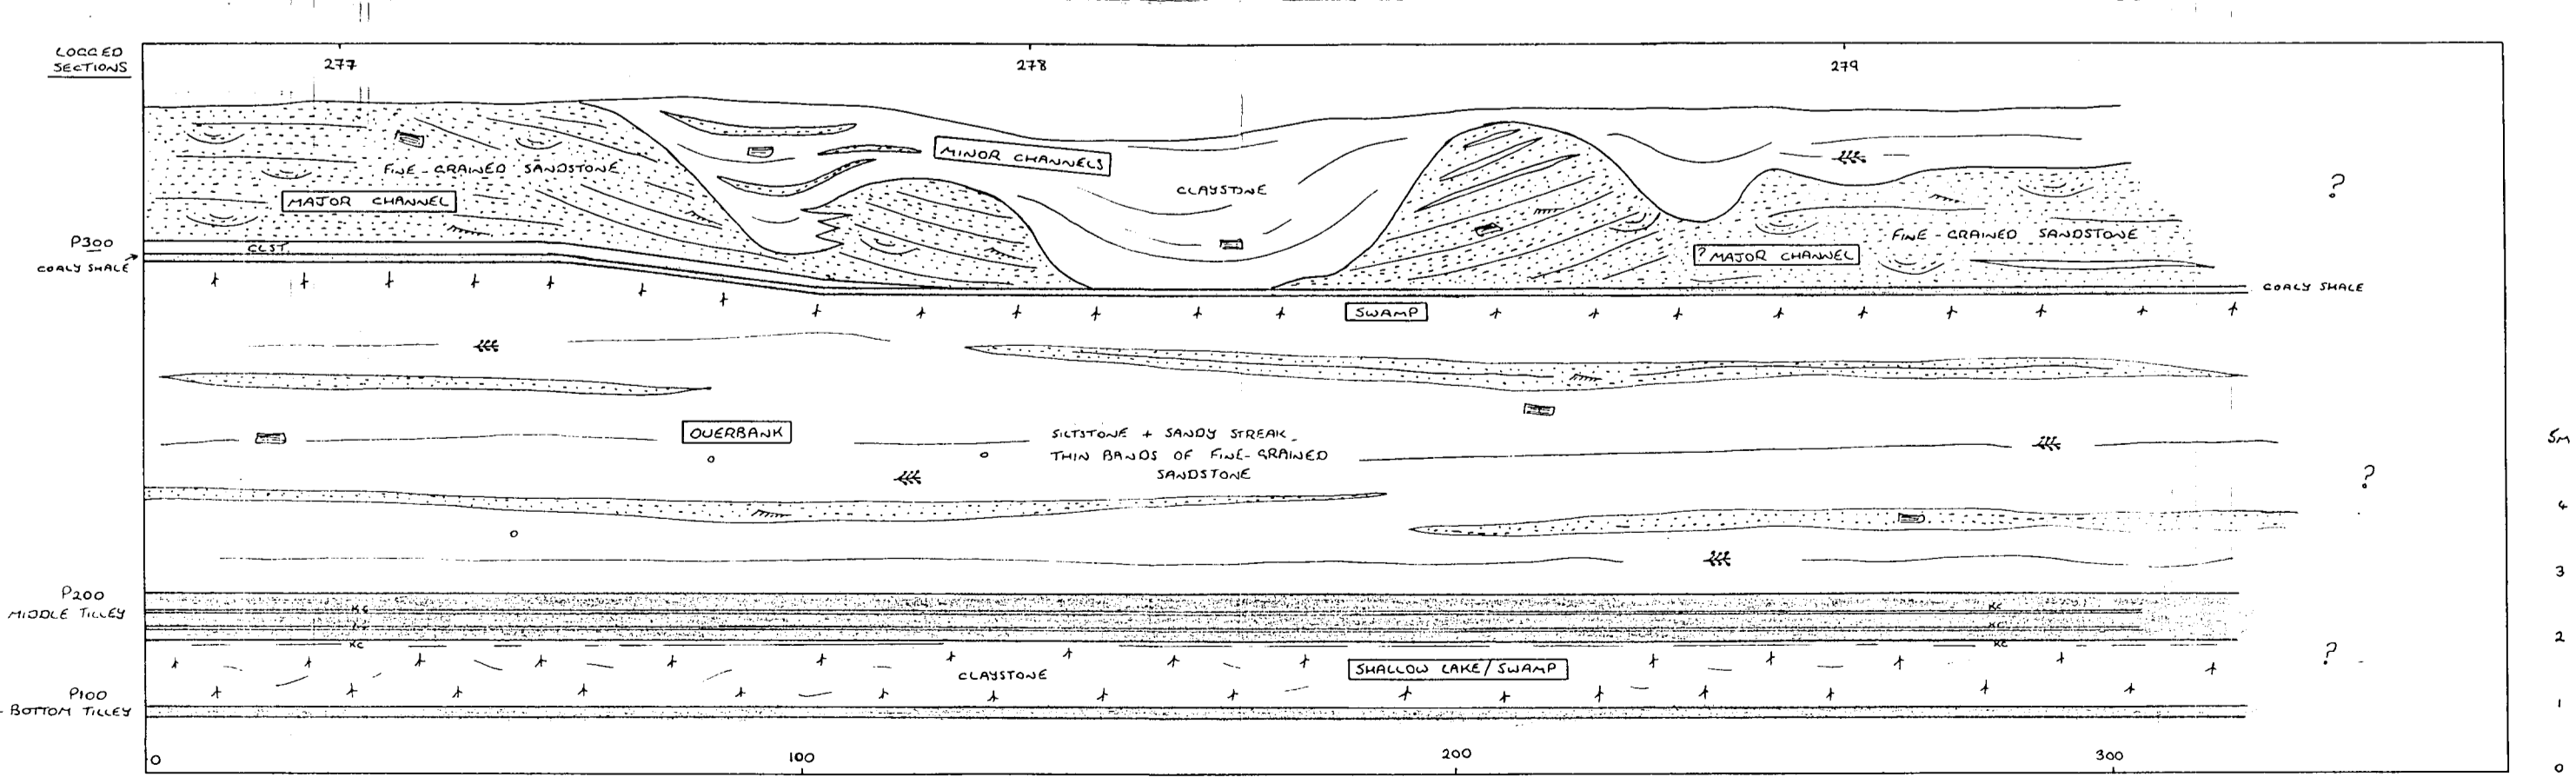 LOGGED
SECTIONS
277
278
279
FINE-GRAINED SANDSTONE
MAJOR CHANNEL
MINOR CHANNELS
CLAYSTONE
?
P300
CLST.
COALY SHALE
FINE-GRAINED SANDSTONE
? MAJOR CHANNEL
COALY SHALE
SWAMP
OVERBANK
SILTSTONE + SANDY STREAK.
THIN BANDS OF FINE-GRAINED
SANDSTONE
?
5M
4
3
P200
MIDDLE TILLEY
KC
KC
KC
KC
KC
2
CLAYSTONE
SHALLOW LAKE/SWAMP
?
P100
BOTTOM TILLEY
1
0
100
200
300
0